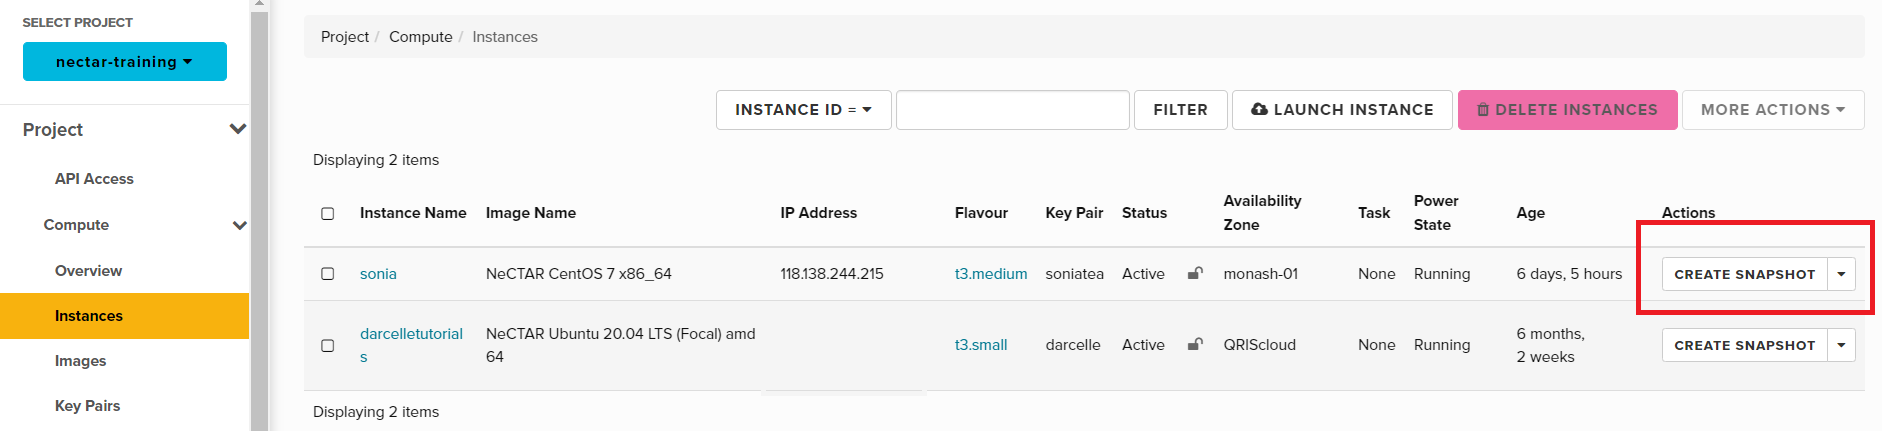 SELECT PROJECT
nectar-training
Project
API Access
Compute
Overview
Instances
Images
Key Pairs
Project / Compute / Instances
INSTANCE ID = FILTER LAUNCH INSTANCE DELETE INSTANCES MORE ACTIONS
Displaying 2 items
Instance Name Image Name IP Address Flavour Key Pair Status Availability Zone Task Power State Age Actions
sonia NeCTAR CentOS 7 x86_64 118.138.244.215 t3.medium soniatea Active monash-01 None Running 6 days, 5 hours CREATE SNAPSHOT
darcelletutorial NeCTAR Ubuntu 20.04 LTS (Focal) amd t3.small darcelle Active QRIScloud None Running 6 months, CREATE SNAPSHOT
s 64 2 weeks
Displaying 2 items